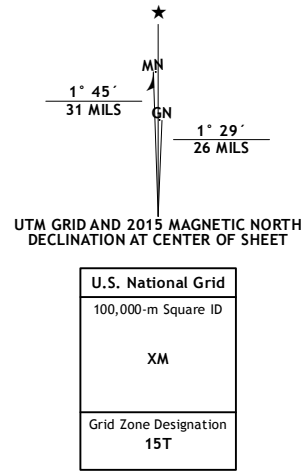 MN
1° 45´
31 MILS
GN
1° 29´
26 MILS
UTM GRID AND 2015 MAGNETIC NORTH
DECLINATION AT CENTER OF SHEET
U.S. National Grid
100,000-m Square ID
XM
Grid Zone Designation
15T